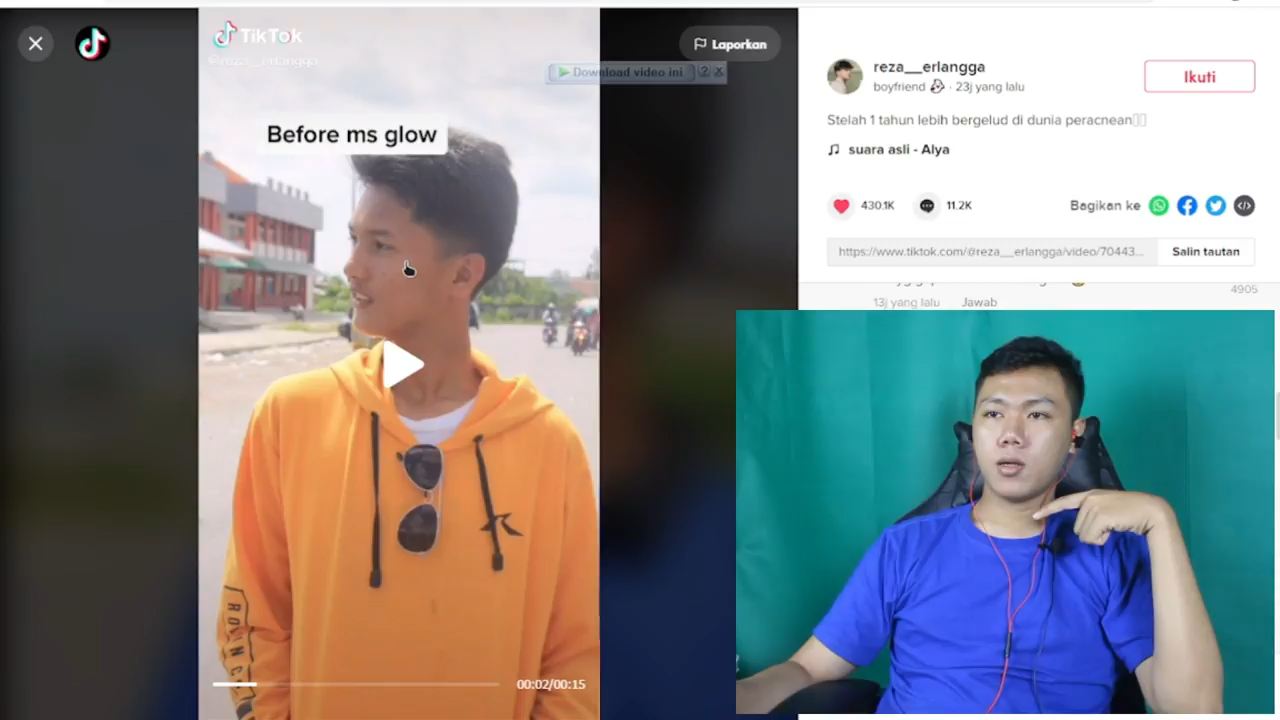 TikTok
@reza__erlangga
Laporkan
Download video ini
?
X
Before ms glow
00:02/00:15
reza__erlangga
boyfriend · 23j yang lalu
Ikuti
Stelah 1 tahun lebih bergelud di dunia peracnean
suara asli - Alya
430.1K
11.2K
Bagikan ke
https://www.tiktok.com/@reza__erlangga/video/70443...
Salin tautan
4905
13j yang lalu
Jawab